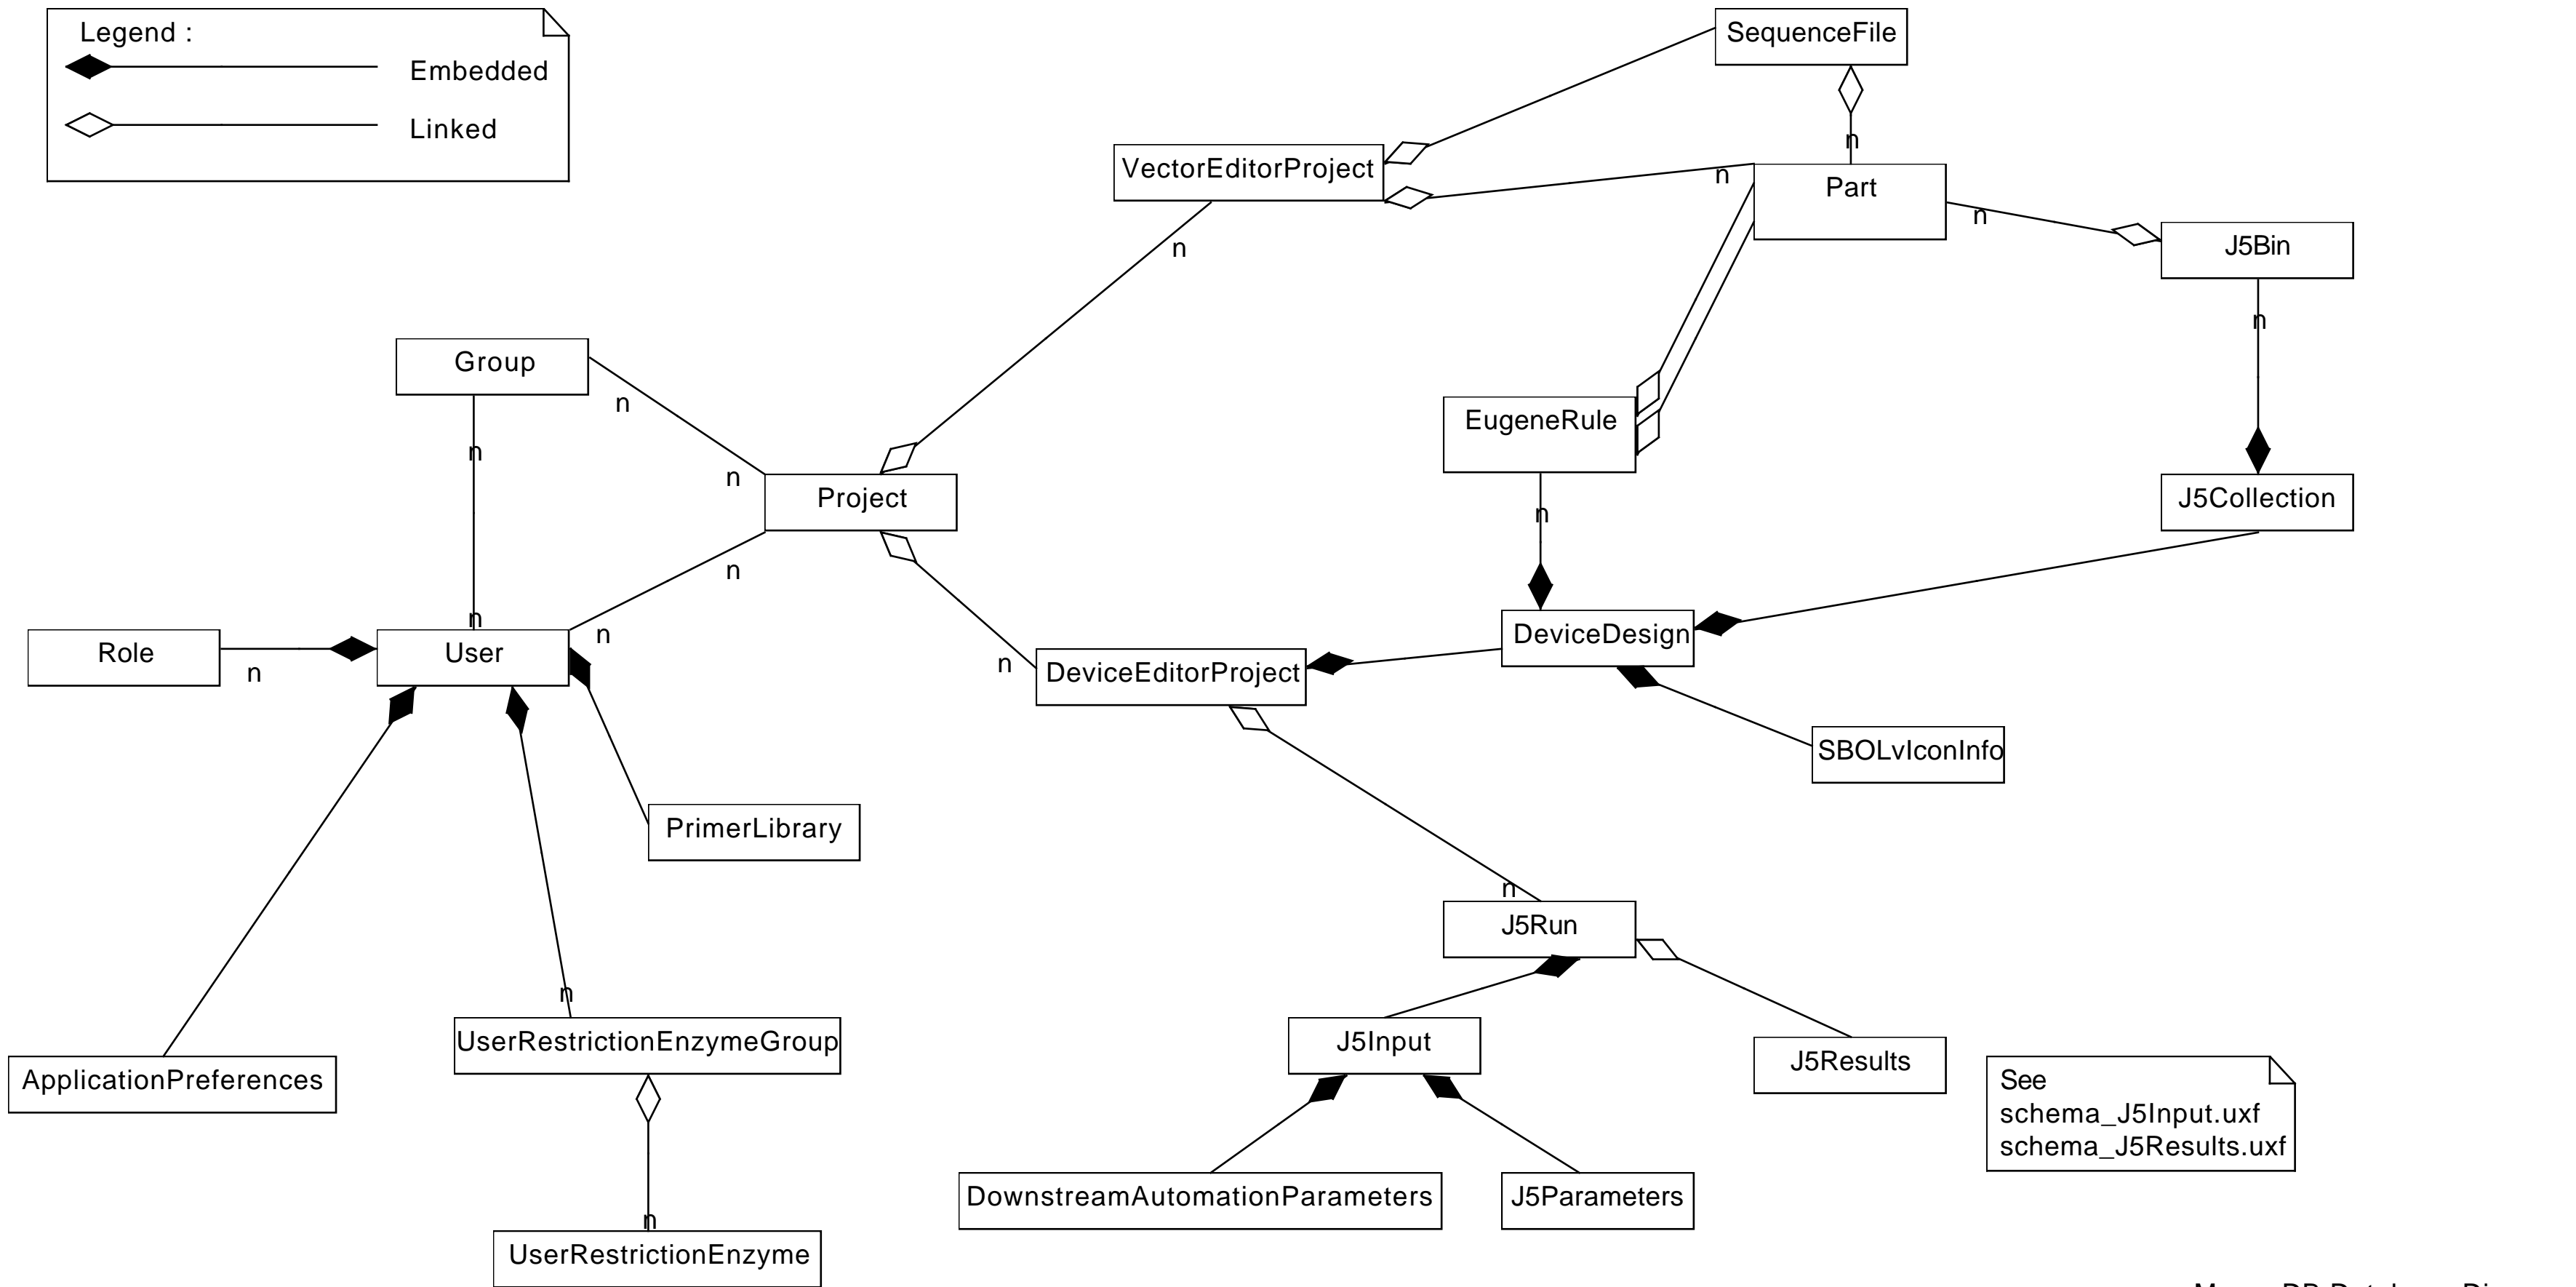 Legend :
Embedded
Linked
SequenceFile
n
VectorEditorProject
n
Part
n
n
J5Bin
n
Group
n
n
n
Project
n
EugeneRule
n
J5Collection
n
n
n
Role
n
User
n
DeviceEditorProject
DeviceDesign
SBOLvIconInfo
PrimerLibrary
n
J5Run
n
UserRestrictionEnzymeGroup
J5Input
J5Results
ApplicationPreferences
See
schema_J5Input.uxf
schema_J5Results.uxf
DownstreamAutomationParameters
J5Parameters
n
UserRestrictionEnzyme